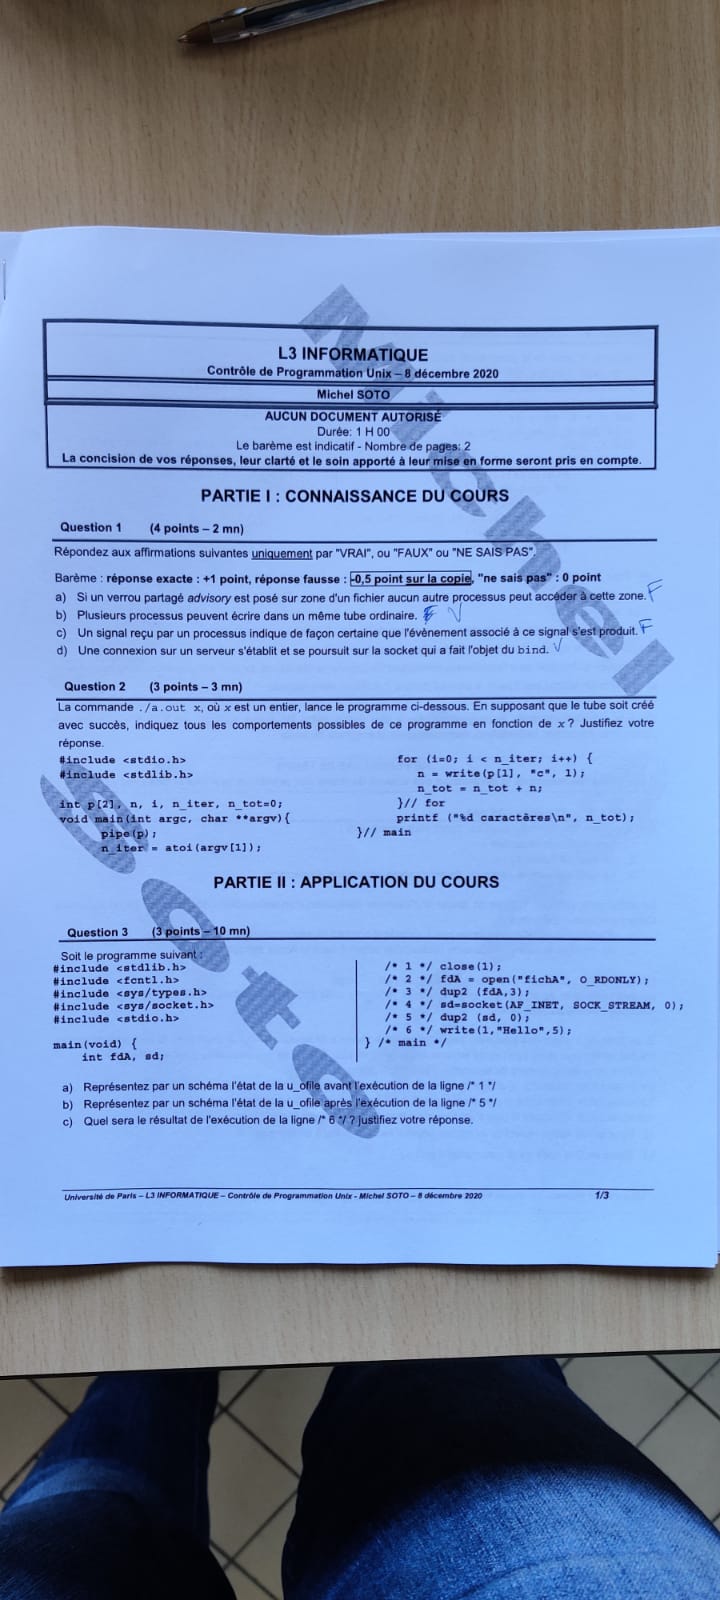 L3 INFORMATIQUE
Contrôle de Programmation Unix – 8 décembre 2020
Michel SOTO
AUCUN DOCUMENT AUTORISÉ
Durée: 1 H 00
Le barème est indicatif - Nombre de pages: 2
La concision de vos réponses, leur clarté et le soin apporté à leur mise en forme seront pris en compte.
PARTIE I : CONNAISSANCE DU COURS
Question 1 (4 points – 2 mn)
Répondez aux affirmations suivantes uniquement par "VRAI", ou "FAUX" ou "NE SAIS PAS".
Barème : réponse exacte : +1 point, réponse fausse : -0,5 point sur la copie, "ne sais pas" : 0 point
a) Si un verrou partagé advisory est posé sur zone d'un fichier aucun autre processus peut accéder à cette zone. F
b) Plusieurs processus peuvent écrire dans un même tube ordinaire. V
c) Un signal reçu par un processus indique de façon certaine que l'évènement associé à ce signal s'est produit. F
d) Une connexion sur un serveur s'établit et se poursuit sur la socket qui a fait l'objet du bind. V
Question 2 (3 points – 3 mn)
La commande ./a.out x, où x est un entier, lance le programme ci-dessous. En supposant que le tube soit créé
avec succès, indiquez tous les comportements possibles de ce programme en fonction de x ? Justifiez votre
réponse.
#include <stdio.h>
#include <stdlib.h>
int p[2], n, i, n_iter, n_tot=0;
void main(int argc, char **argv){
pipe(p);
n_iter = atoi(argv[1]);
for (i=0; i < n_iter; i++) {
n = write(p[1], "c", 1);
n_tot = n_tot + n;
}// for
printf ("%d caractères\n", n_tot);
}// main
PARTIE II : APPLICATION DU COURS
Question 3 (3 points – 10 mn)
Soit le programme suivant :
#include <stdlib.h>
#include <fcntl.h>
#include <sys/types.h>
#include <sys/socket.h>
#include <stdio.h>
main(void) {
int fdA, sd;
/* 1 */ close(1);
/* 2 */ fdA = open("fichA", O_RDONLY);
/* 3 */ dup2 (fdA,3);
/* 4 */ sd=socket(AF_INET, SOCK_STREAM, 0);
/* 5 */ dup2 (sd, 0);
/* 6 */ write(1,"Hello",5);
} /* main */
a) Représentez par un schéma l'état de la u_ofile avant l'exécution de la ligne /* 1 */
b) Représentez par un schéma l'état de la u_ofile après l'exécution de la ligne /* 5 */
c) Quel sera le résultat de l'exécution de la ligne /* 6 */ ? justifiez votre réponse.
Université de Paris – L3 INFORMATIQUE – Contrôle de Programmation Unix - Michel SOTO – 8 décembre 2020 1/3
Michel
Soto